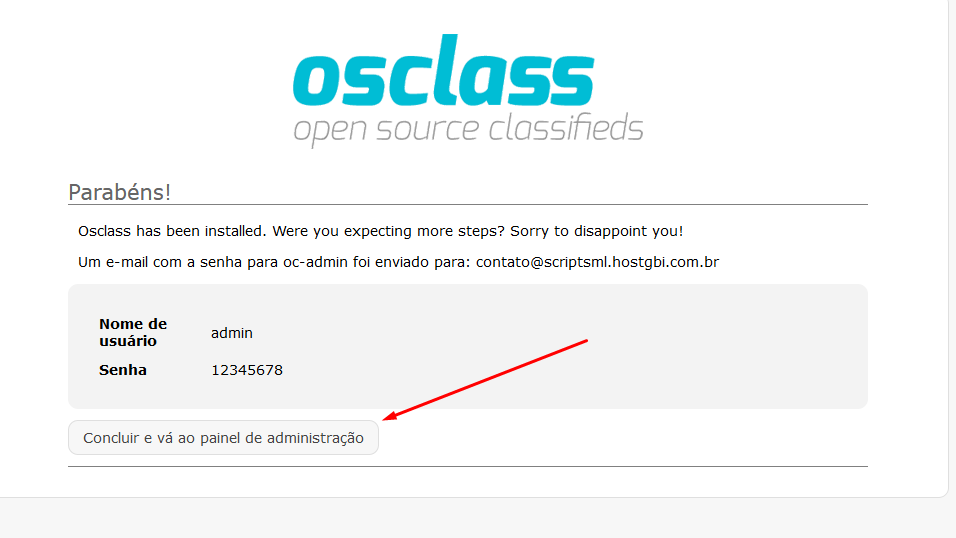 osclass
open source classifieds
Parabéns!
Osclass has been installed. Were you expecting more steps? Sorry to disappoint you!
Um e-mail com a senha para oc-admin foi enviado para: contato@scriptsml.hostgbi.com.br
Nome de
usuário
admin
Senha
12345678
Concluir e vá ao painel de administração